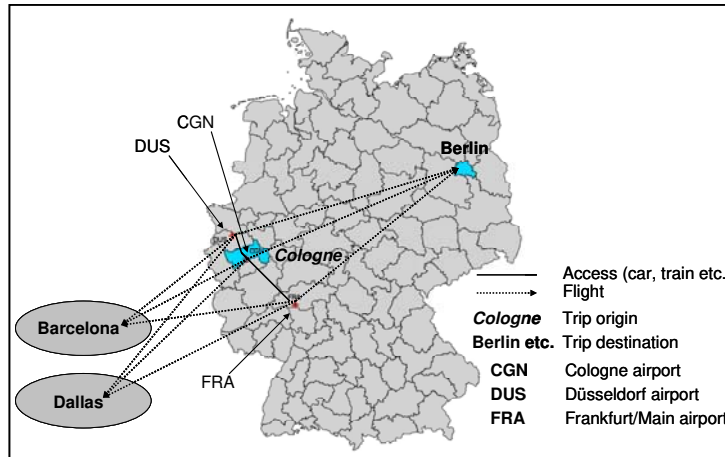 CGN
DUS
Berlin
Cologne
Barcelona
Dallas
FRA
Access (car, train etc.
Flight
Cologne Trip origin
Berlin etc. Trip destination
CGN Cologne airport
DUS Düsseldorf airport
FRA Frankfurt/Main airport